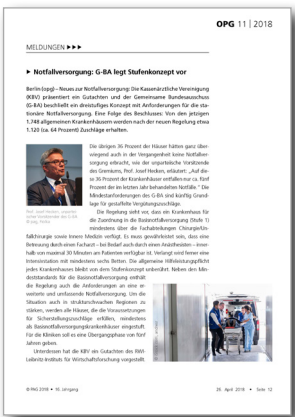 OPG 11 | 2018
MELDUNGEN ►►►
► Notfallversorgung: G-BA legt Stufenkonzept vor
Berlin (opg) – Neues zur Notfallversorgung: Die Kassenärztliche Vereinigung
(KBV) präsentiert ein Gutachten und der Gemeinsame Bundesausschuss
(G-BA) beschließt ein dreistufiges Konzept mit Anforderungen für die sta-
tionäre Notfallversorgung. Eine Folge des Beschlusses: Von den jetzigen
1.748 allgemeinen Krankenhäusern werden nach der neuen Regelung etwa
1.120 (ca. 64 Prozent) Zuschläge erhalten.
Die übrigen 36 Prozent der Häuser hätten ganz über-
wiegend auch in der Vergangenheit keine Notfallver-
sorgung erbracht, wie der unparteiische Vorsitzende
des Gremiums, Prof. Josef Hecken, erläutert: „Auf die-
se 36 Prozent der Krankenhäuser entfallen nur ca. fünf
Prozent der im letzten Jahr behandelten Notfälle.“ Die
Mindestanforderungen des G-BA sind künftig Grund-
lage für gestaffelte Vergütungszuschläge.
Prof. Josef Hecken, unpartei-
ischer Vorsitzender des G-BA
Die Regelung sieht vor, dass ein Krankenhaus für
die Zuordnung in die Basisnotfallversorgung (Stufe 1)
mindestens über die Fachabteilungen Chirurgie/Un-
fallchirurgie sowie Innere Medizin verfügt. Es muss gewährleistet sein, dass eine
Betreuung durch einen Facharzt – bei Bedarf auch durch einen Anästhesisten – inner-
halb von maximal 30 Minuten am Patienten verfügbar ist. Verlangt wird ferner eine
Intensivstation mit mindestens sechs Betten. Die allgemeine Hilfeleistungspflicht
jedes Krankenhauses bleibt von dem Stufenkonzept unberührt. Neben den Min-
deststandards für die Basisnotfallversorgung enthält
die Regelung auch die Anforderungen an eine er-
weiterte und umfassende Notfallversorgung. Um die
Situation auch in strukturschwachen Regionen zu
stärken, werden alle Häuser, die die Voraussetzungen
für Sicherstellungszuschläge erfüllen, mindestens
als Basisnotfallversorgungskrankenhäuser eingestuft.
Für die Kliniken soll es eine Übergangsphase von fünf
Jahren geben.
Unterdessen hat die KBV ein Gutachten des RWI-
Leibniz-Instituts für Wirtschaftsforschung vorgestellt.
26. April 2018 • Seite 12